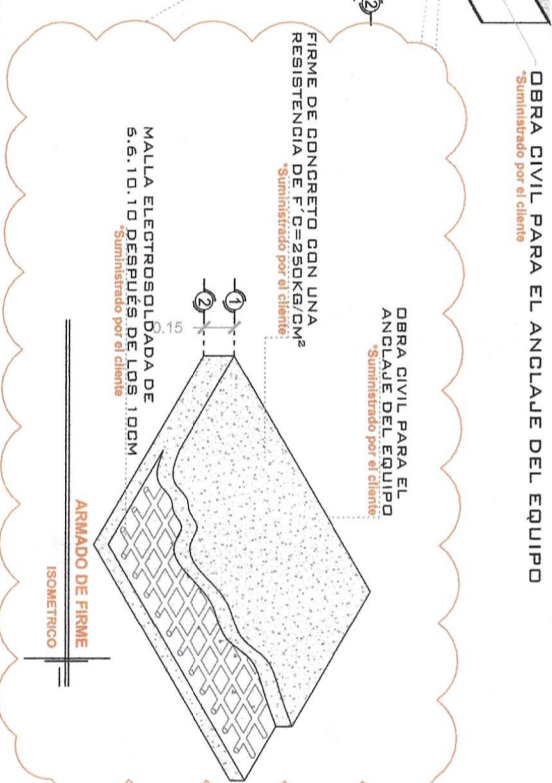 OBRA CIVIL PARA EL ANCLAJE DEL EQUIPO
*Suministrado por el cliente
2
OBRA CIVIL PARA EL
ANCLAJE DEL EQUIPO
*Suministrado por el cliente
FIRME DE CONCRETO CON UNA
RESISTENCIA DE F'C=250KG/CM²
*Suministrado por el cliente
1
2
0.15
MALLA ELECTROSOLDADA DE
6.6.10.10 DESPUÉS DE LOS 10CM
*Suministrado por el cliente
ARMADO DE FIRME
ISOMETRICO